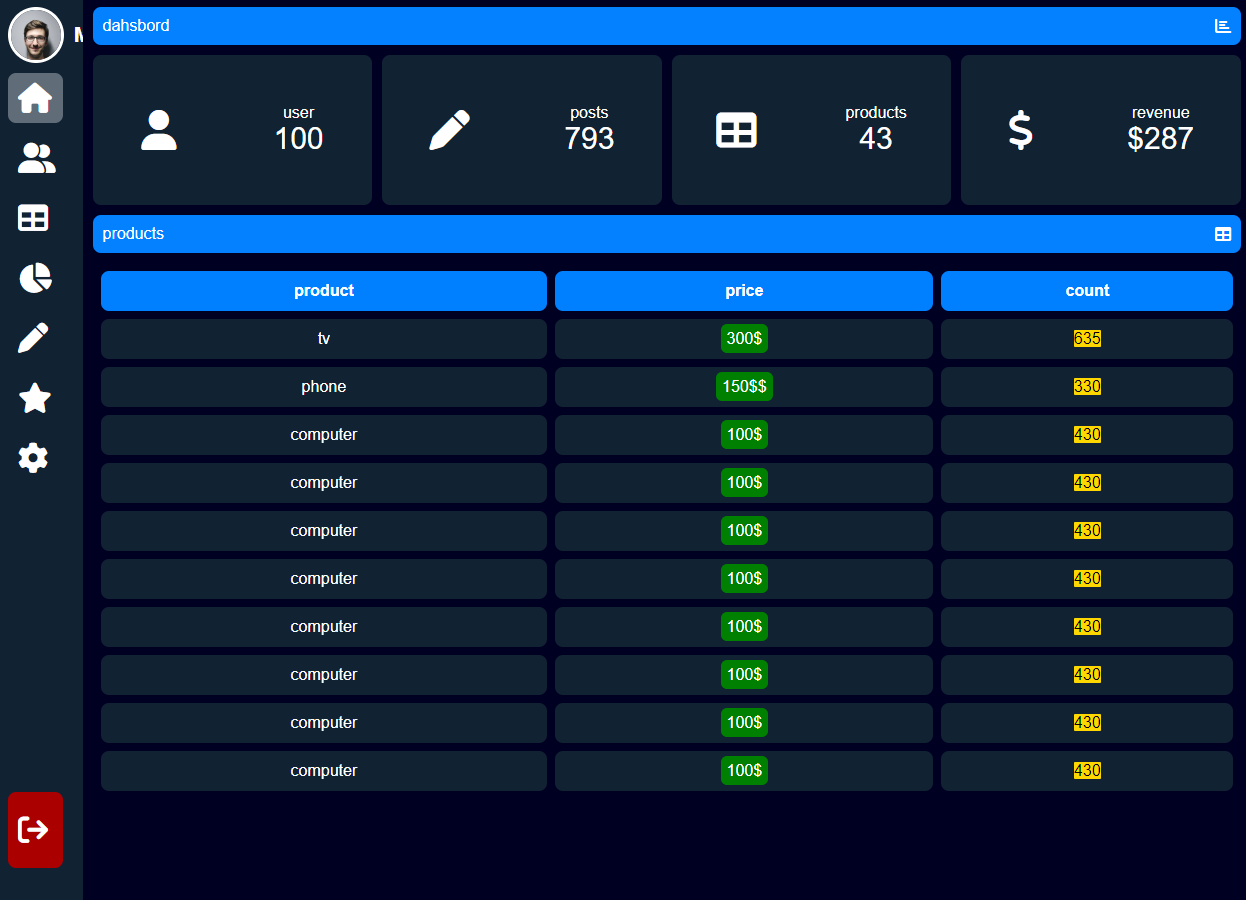 M
dahsbord
user
100
posts
793
products
43
revenue
$287
products
product price count
tv 300$ 635
phone 150$$ 330
computer 100$ 430
computer 100$ 430
computer 100$ 430
computer 100$ 430
computer 100$ 430
computer 100$ 430
computer 100$ 430
computer 100$ 430